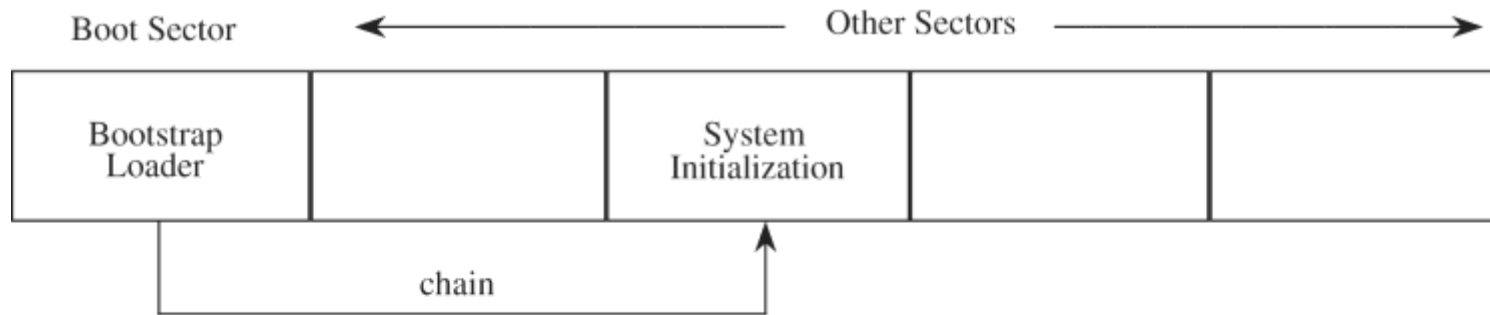 Boot Sector
Other Sectors
Bootstrap
Loader
System
Initialization
chain